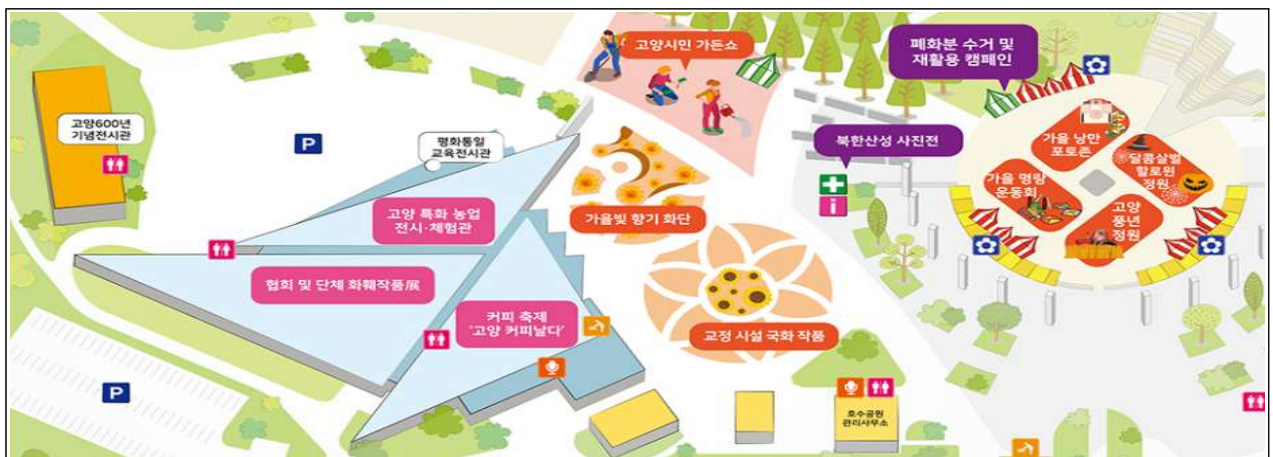 고양시민 가든쇼
폐화분 수거 및
재활용 캠페인
고양600년
기념전시관
P
평화통일
교육전시관
북한산성 사진전
i
가을 낭만
포토존
달콤살벌
할로윈
정원
가을 명랑
운동회
고양
풍년
정원
고양 특화 농업
전시·체험관
가을빛 향기 화단
협회 및 단체 화훼작품展
커피 축제
‘고양 커피날다’
교정 시설 국화 작품
P
호수공원
관리사무소